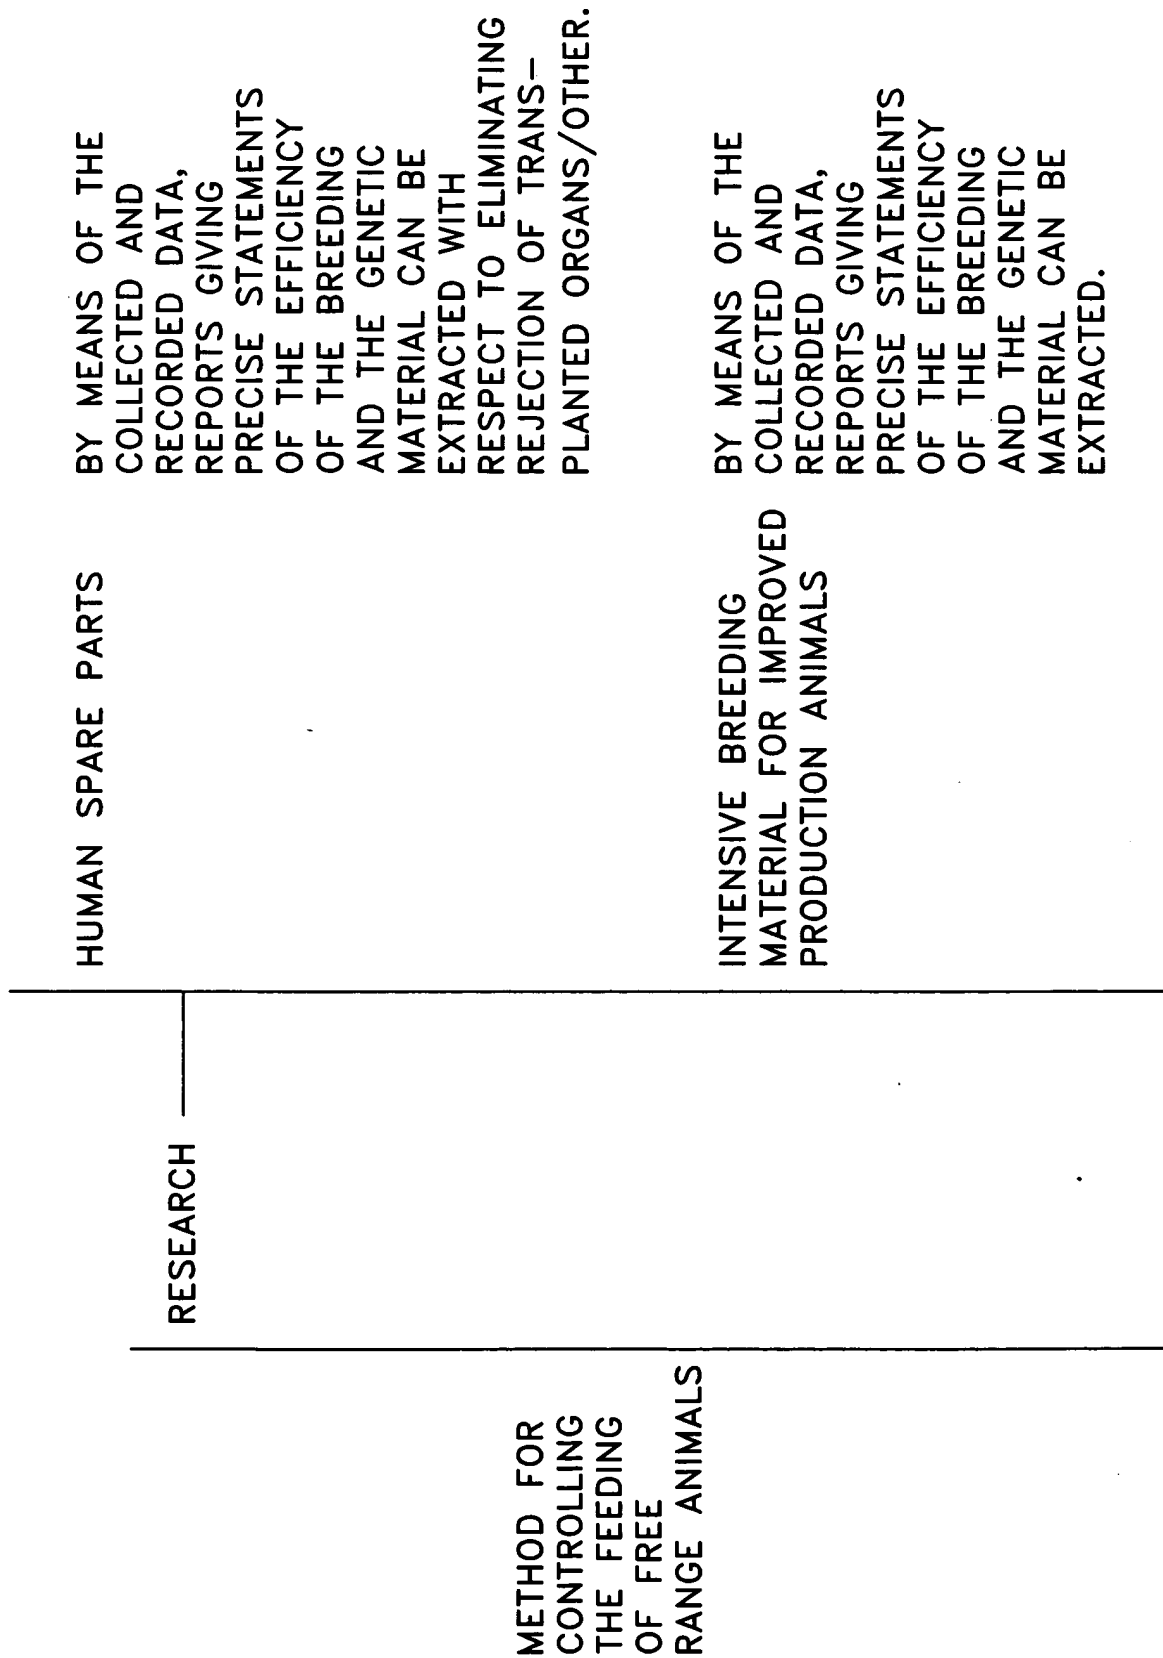 METHOD FOR
CONTROLLING
THE FEEDING
OF FREE
RANGE ANIMALS
RESEARCH
HUMAN SPARE PARTS
BY MEANS OF THE
COLLECTED AND
RECORDED DATA,
REPORTS GIVING
PRECISE STATEMENTS
OF THE EFFICIENCY
OF THE BREEDING
AND THE GENETIC
MATERIAL CAN BE
EXTRACTED WITH
RESPECT TO ELIMINATING
REJECTION OF TRANS-
PLANTED ORGANS/OTHER.
INTENSIVE BREEDING
MATERIAL FOR IMPROVED
PRODUCTION ANIMALS
BY MEANS OF THE
COLLECTED AND
RECORDED DATA,
REPORTS GIVING
PRECISE STATEMENTS
OF THE EFFICIENCY
OF THE BREEDING
AND THE GENETIC
MATERIAL CAN BE
EXTRACTED.